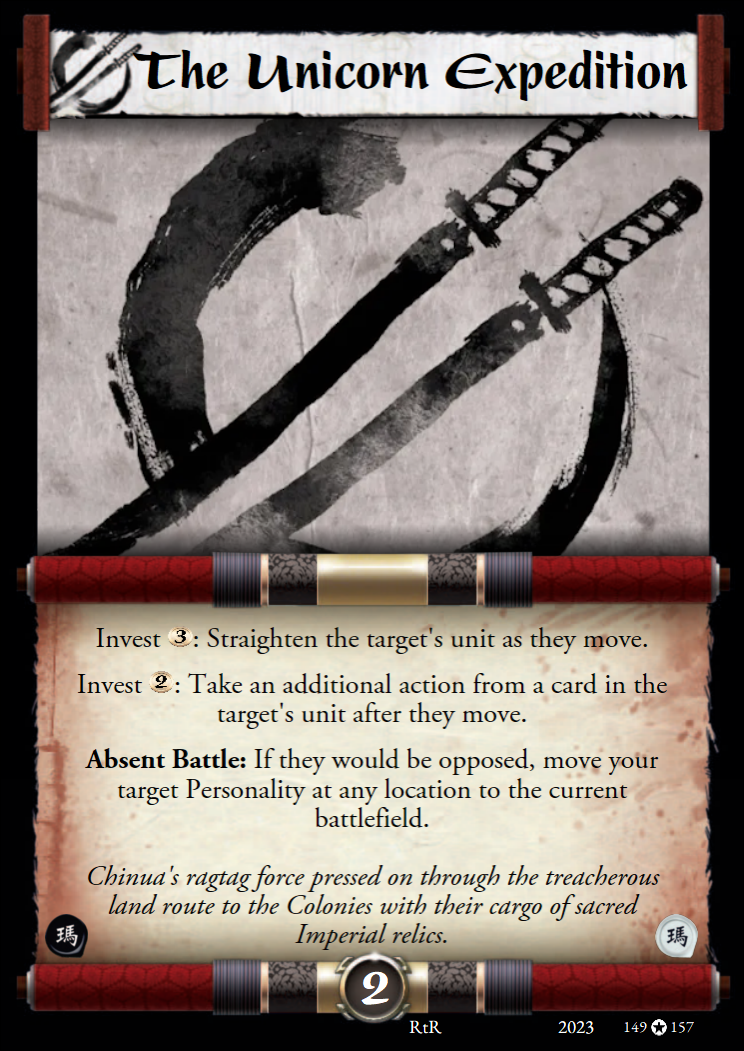 The Unicorn Expedition
Invest 3: Straighten the target's unit as they move.
Invest 2: Take an additional action from a card in the
target's unit after they move.
Absent Battle: If they would be opposed, move your
target Personality at any location to the current
battlefield.
Chinua's ragtag force pressed on through the treacherous
land route to the Colonies with their cargo of sacred
Imperial relics.
瑪
瑪
2
RtR 2023 149 ★ 157